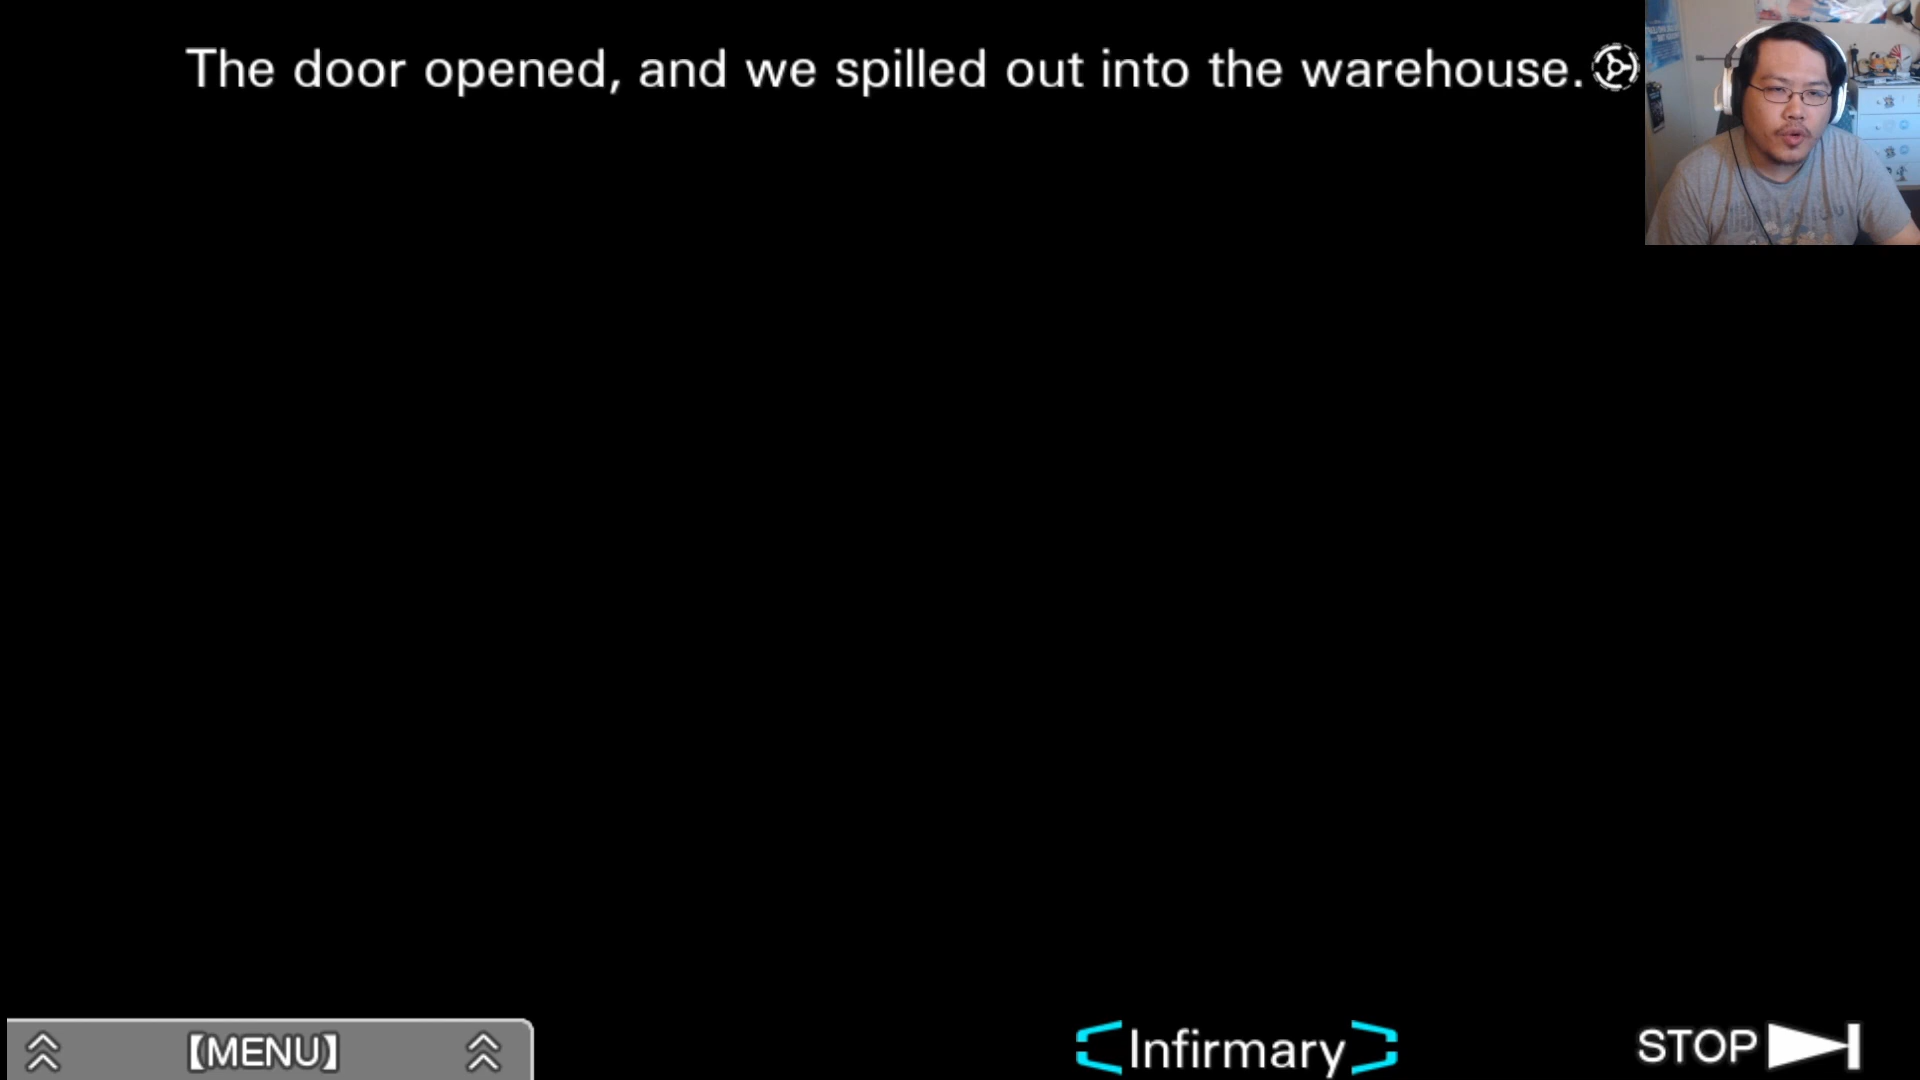 The door opened, and we spilled out into the warehouse.
【MENU】
Infirmary
STOP